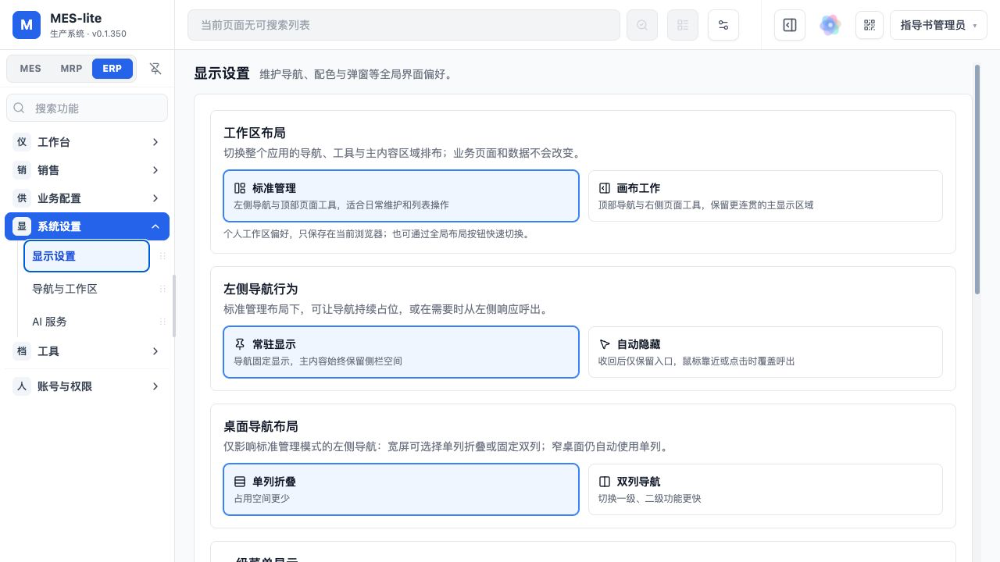 M
MES-lite
生产系统 · v0.1.350
MES
MRP
ERP
搜索功能
仪 工作台
销 销售
供 业务配置
显 系统设置
显示设置
导航与工作区
AI 服务
档 工具
人 账号与权限
当前页面无可搜索列表
指导书管理员
显示设置 维护导航、配色与弹窗等全局界面偏好。
工作区布局
切换整个应用的导航、工具与主内容区域排布；业务页面和数据不会改变。
标准管理
左侧导航与顶部页面工具，适合日常维护和列表操作
画布工作
顶部导航与右侧页面工具，保留更连贯的主显示区域
个人工作区偏好，只保存在当前浏览器；也可通过全局布局按钮快速切换。
左侧导航行为
标准管理布局下，可让导航持续占位，或在需要时从左侧响应呼出。
常驻显示
导航固定显示，主内容始终保留侧栏空间
自动隐藏
收回后仅保留入口，鼠标靠近或点击时覆盖呼出
桌面导航布局
仅影响标准管理模式的左侧导航：宽屏可选择单列折叠或固定双列；窄桌面仍自动使用单列。
单列折叠
占用空间更少
双列导航
切换一级、二级功能更快